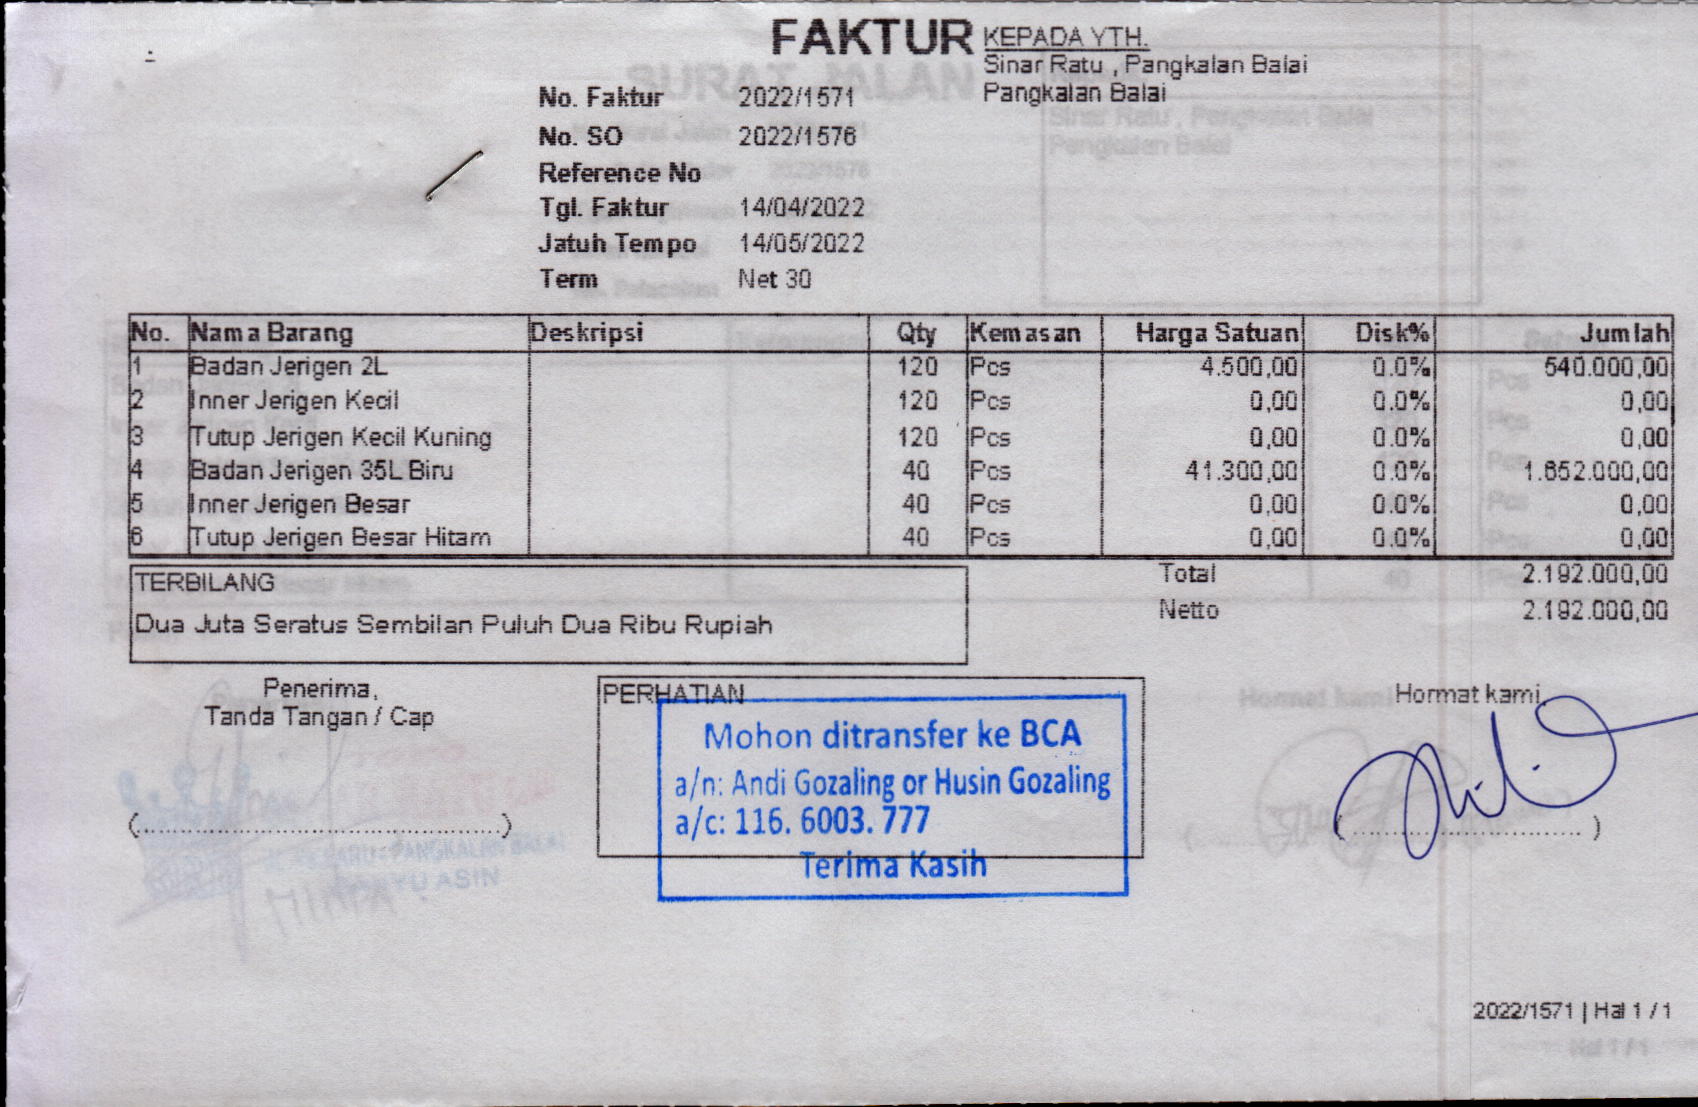 FAKTUR
KEPADA YTH.
Sinar Ratu , Pangkalan Balai
Pangkalan Balai
No. Faktur 2022/1571
No. SO 2022/1576
Reference No
Tgl. Faktur 14/04/2022
Jatuh Tempo 14/05/2022
Term Net 30
No. Nama Barang Deskripsi Qty Kemasan Harga Satuan Disk% Jumlah
1 Badan Jerigen 2L 120 Pcs 4.500,00 0.0% 540.000,00
2 Inner Jerigen Kecil 120 Pcs 0,00 0.0% 0,00
3 Tutup Jerigen Kecil Kuning 120 Pcs 0,00 0.0% 0,00
4 Badan Jerigen 35L Biru 40 Pcs 41.300,00 0.0% 1.652.000,00
5 Inner Jerigen Besar 40 Pcs 0,00 0.0% 0,00
6 Tutup Jerigen Besar Hitam 40 Pcs 0,00 0.0% 0,00
TERBILANG
Dua Juta Seratus Sembilan Puluh Dua Ribu Rupiah
Total 2.192.000,00
Netto 2.192.000,00
Penerima,
Tanda Tangan / Cap
(..........................................)
PERHATIAN
Mohon ditransfer ke BCA
a/n: Andi Gozaling or Husin Gozaling
a/c: 116. 6003. 777
Terima Kasih
Hormat kami,
(.............................. )
2022/1571 | Hal 1 / 1